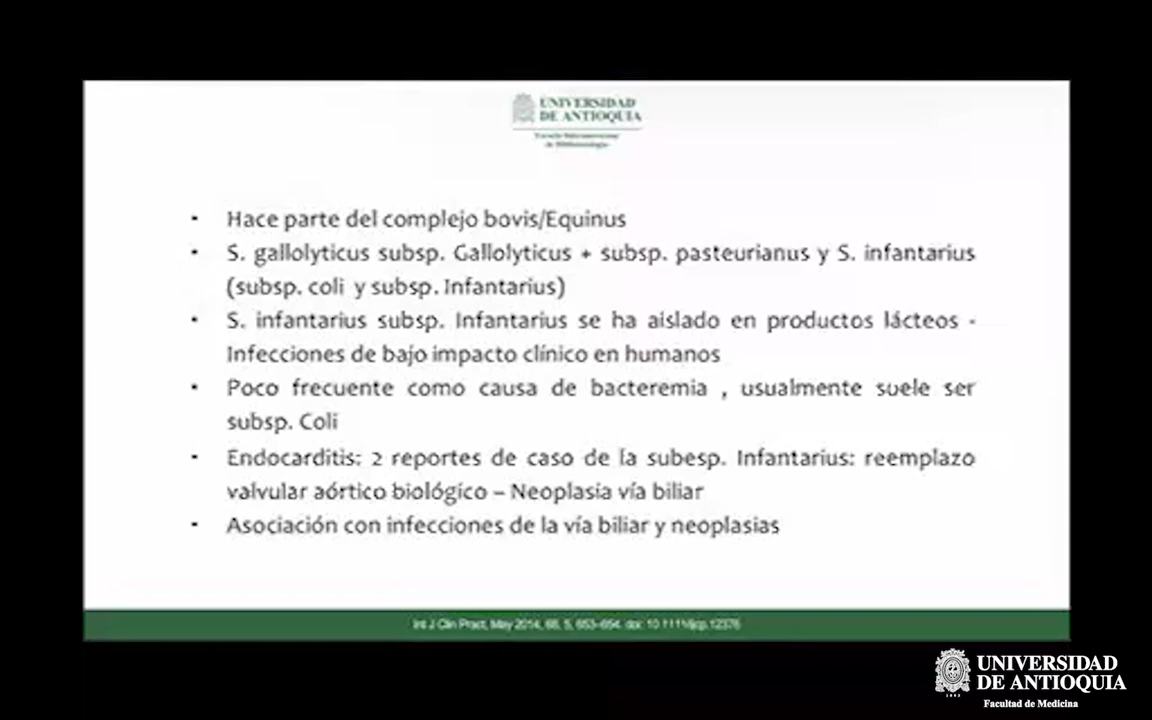 UNIVERSIDAD
DE ANTIOQUIA
• Hace parte del complejo bovis/Equinus
• S. gallolyticus subsp. Gallolyticus + subsp. pasteurianus y S. infantarius
(subsp. coli y subsp. Infantarius)
• S. infantarius subsp. Infantarius se ha aislado en productos lácteos -
Infecciones de bajo impacto clínico en humanos
• Poco frecuente como causa de bacteremia , usualmente suele ser
subsp. Coli
• Endocarditis: 2 reportes de caso de la subesp. Infantarius: reemplazo
valvular aórtico biológico – Neoplasia vía biliar
• Asociación con infecciones de la vía biliar y neoplasias
Int J Clin Pract, May 2014, 68, 5, 653–654. doi: 10.1111/ijcp.12376
UNIVERSIDAD
DE ANTIOQUIA
Facultad de Medicina